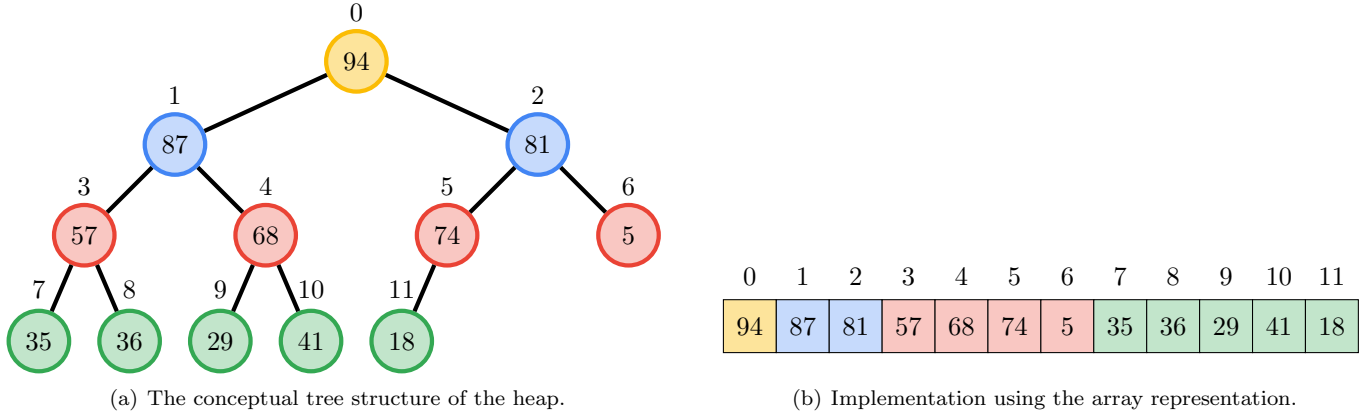 0
94
1 2
87 81
3 4 5 6
57 68 74 5
7 8 9 10 11
35 36 29 41 18
(a) The conceptual tree structure of the heap.
0 1 2 3 4 5 6 7 8 9 10 11
94 87 81 57 68 74 5 35 36 29 41 18
(b) Implementation using the array representation.